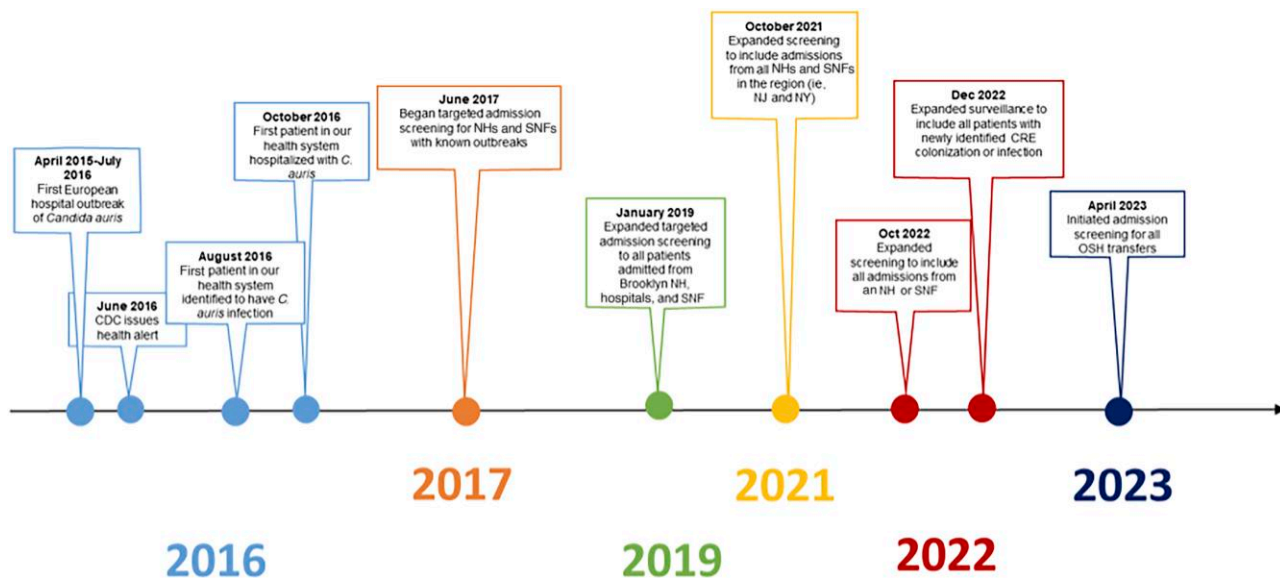 April 2015-July
2016
First European
hospital outbreak
of Candida auris
June 2016
CDC issues
health alert
August 2016
First patient in our
health system
identified to have C.
auris infection
October 2016
First patient in our
health system
hospitalized with C.
auris
June 2017
Began targeted admission
screening for NHs and SNFs
with known outbreaks
January 2019
Expanded targeted
admission screening
to all patients
admitted from
Brooklyn NH,
hospitals, and SNF
October 2021
Expanded screening
to include admissions
from all NHs and SNFs
in the region (ie,
NJ and NY)
Oct 2022
Expanded
screening to include
all admissions from
an NH or SNF
Dec 2022
Expanded surveillance to
include all patients with
newly identified CRE
colonization or infection
April 2023
Initiated admission
screening for all
OSH transfers
2016
2017
2019
2021
2022
2023